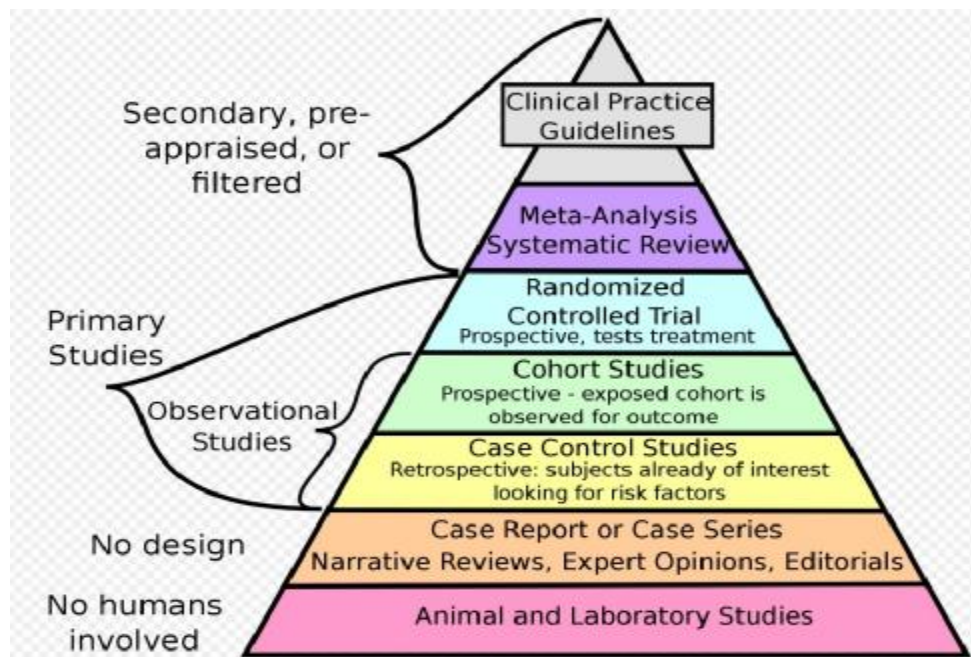 Secondary, pre-
appraised, or
filtered
Clinical Practice
Guidelines
Meta-Analysis
Systematic Review
Primary
Studies
Randomized
Controlled Trial
Prospective, tests treatment
Observational
Studies
Cohort Studies
Prospective - exposed cohort is
observed for outcome
Case Control Studies
Retrospective: subjects already of interest
looking for risk factors
No design
Case Report or Case Series
Narrative Reviews, Expert Opinions, Editorials
No humans
involved
Animal and Laboratory Studies